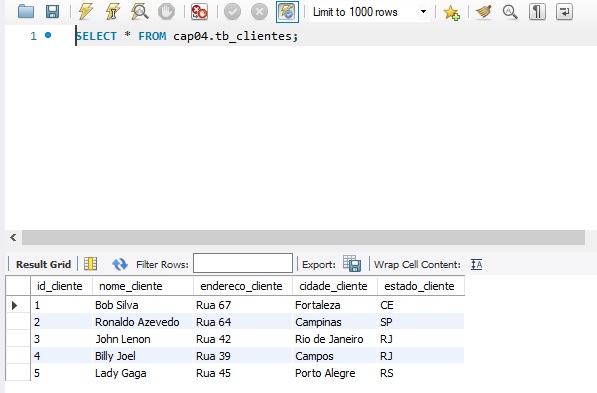 Limit to 1000 rows
1 SELECT * FROM cap04.tb_clientes;
Result Grid Filter Rows: Export: Wrap Cell Content:
id_cliente nome_cliente endereco_cliente cidade_cliente estado_cliente
1 Bob Silva Rua 67 Fortaleza CE
2 Ronaldo Azevedo Rua 64 Campinas SP
3 John Lenon Rua 42 Rio de Janeiro RJ
4 Billy Joel Rua 39 Campos RJ
5 Lady Gaga Rua 45 Porto Alegre RS